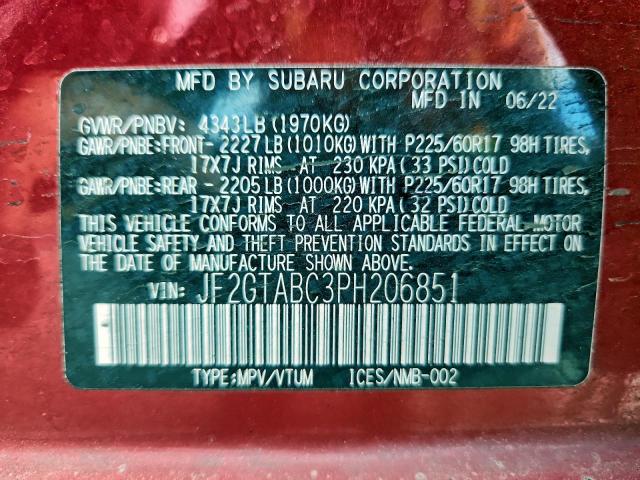 MFD BY SUBARU CORPORATION
MFD IN 06/22
GVWR/PNBV: 4343LB(1970KG)
GAWR/PNBE:FRONT- 2227LB(1010KG)WITH P225/60R17 98H TIRES,
17X7J RIMS AT 230 KPA(33 PSI)COLD
GAWR/PNBE:REAR - 2205LB(1000KG)WITH P225/60R17 98H TIRES,
17X7J RIMS AT 220 KPA(32 PSI)COLD
THIS VEHICLE CONFORMS TO ALL APPLICABLE FEDERAL MOTOR
VEHICLE SAFETY AND THEFT PREVENTION STANDARDS IN EFFECT ON
THE DATE OF MANUFACTURE SHOWN ABOVE.
VIN: JF2GTABC3PH206851
TYPE:MPV/VTUM ICES/NMB-002